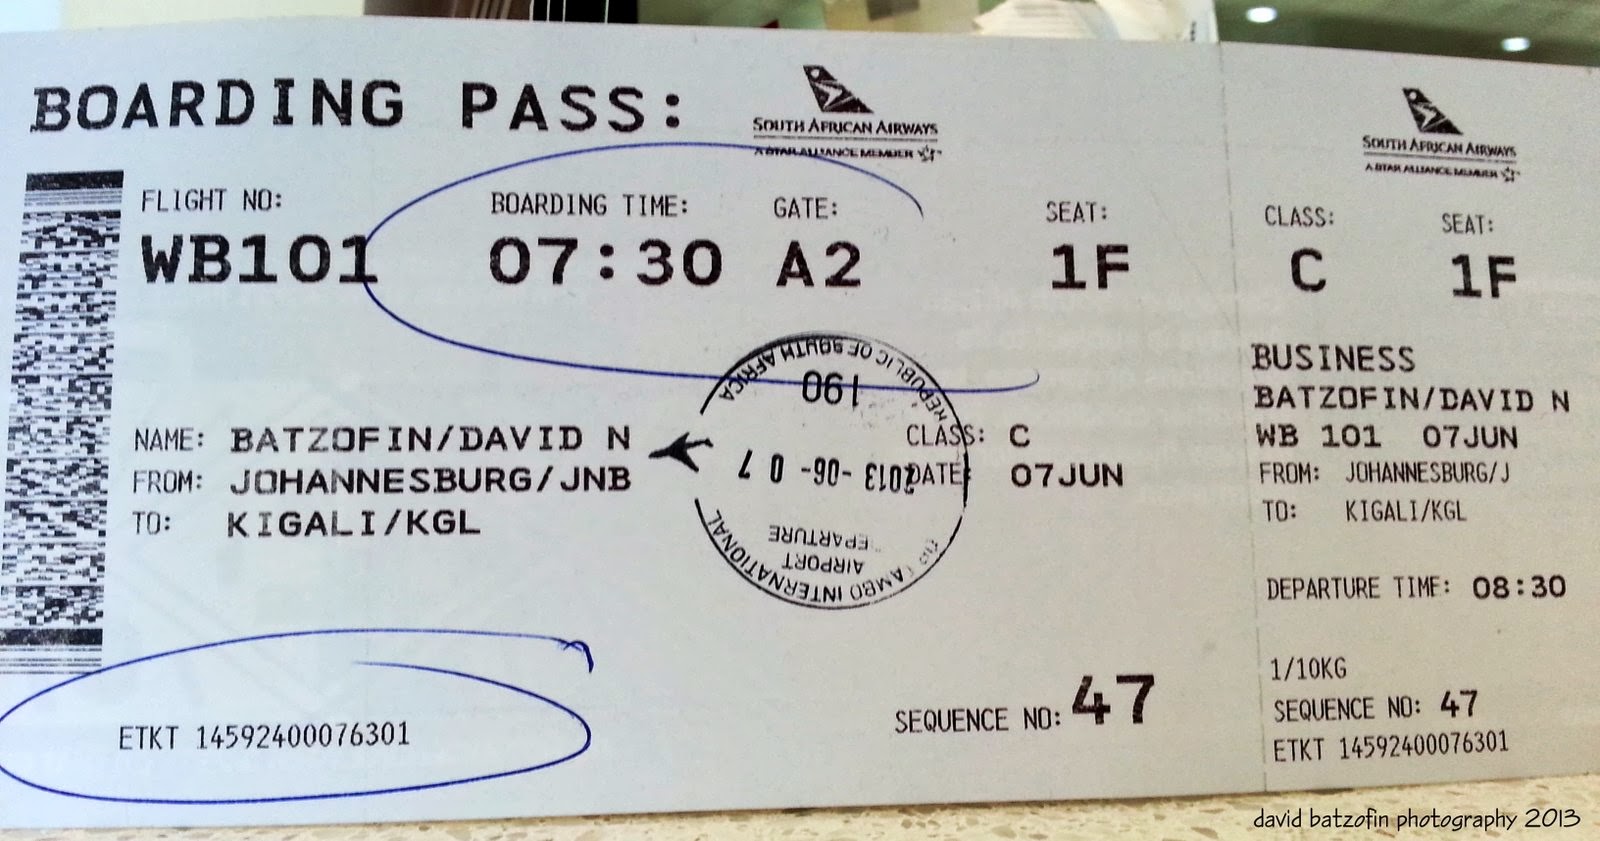 BOARDING PASS:
SOUTH AFRICAN AIRWAYS
A STAR ALLIANCE MEMBER
FLIGHT NO: BOARDING TIME: GATE: SEAT:
WB101 07:30 A2 1F
NAME: BATZOFIN/DAVID N CLASS: C
FROM: JOHANNESBURG/JNB DATE: 07JUN
TO: KIGALI/KGL
REPUBLIC OF SOUTH AFRICA
190
2013-06-07
EPARTURE
AIRPORT
TAMBO INTERNATIONAL
ETKT 14592400076301
SEQUENCE NO: 47
SOUTH AFRICAN AIRWAYS
A STAR ALLIANCE MEMBER
CLASS: SEAT:
C 1F
BUSINESS
BATZOFIN/DAVID N
WB 101 07JUN
FROM: JOHANNESBURG/J
TO: KIGALI/KGL
DEPARTURE TIME: 08:30
1/10KG
SEQUENCE NO: 47
ETKT 14592400076301
david batzofin photography 2013